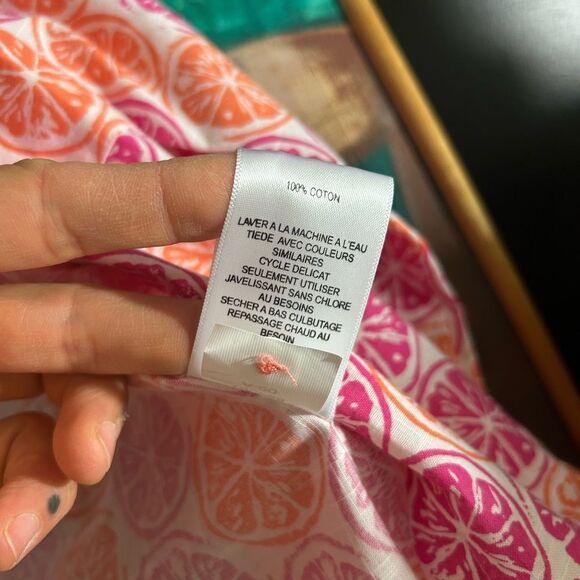 100% COTON
LAVER A LA MACHINE A L'EAU
TIEDE AVEC COULEURS
SIMILAIRES
CYCLE DELICAT
SEULEMENT UTILISER
JAVELISSANT SANS CHLORE
AU BESOINS
SECHER A BAS CULBUTAGE
REPASSAGE CHAUD AU
BESOIN